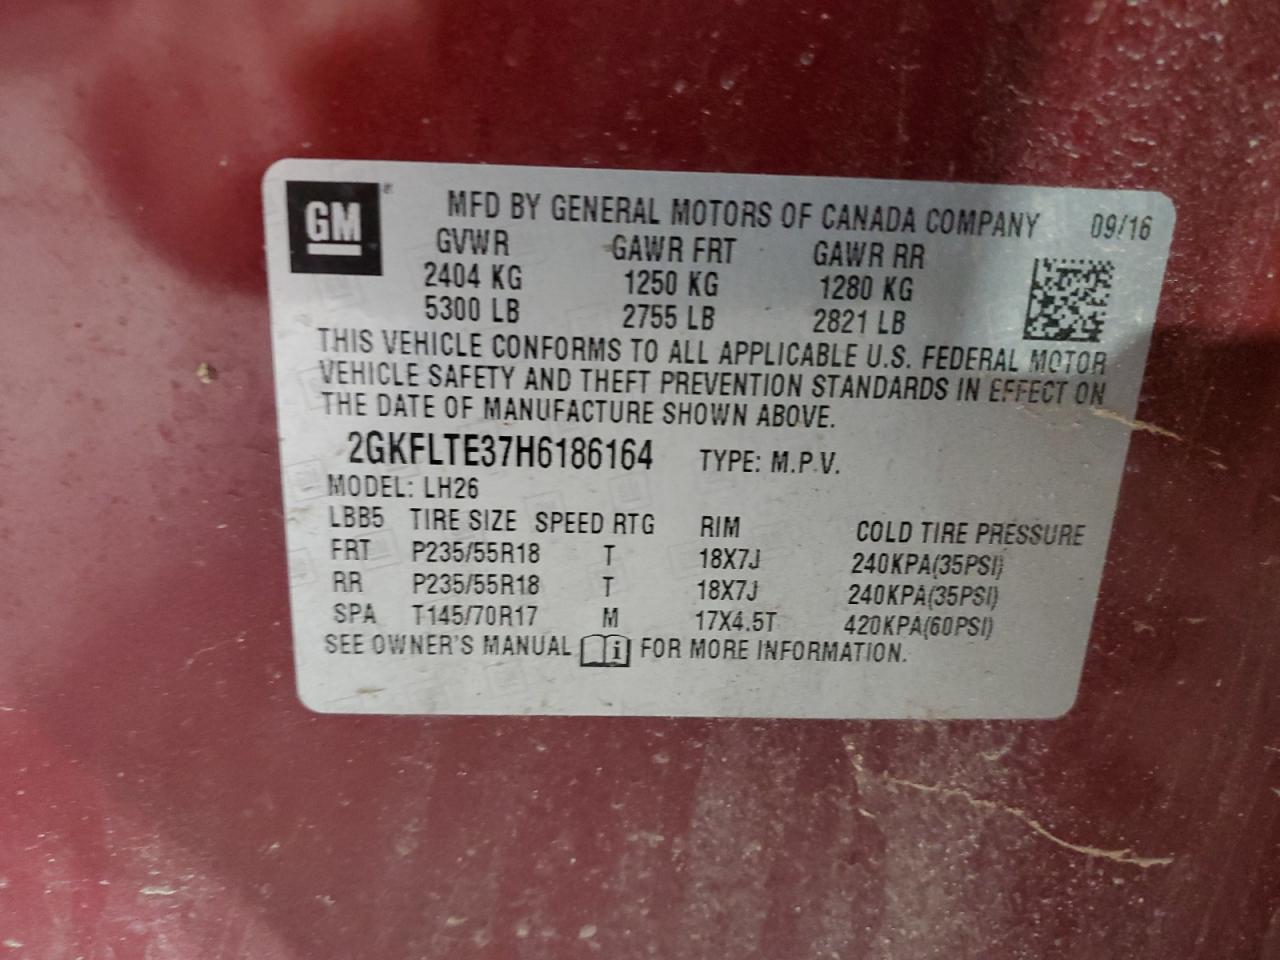 GM
MFD BY GENERAL MOTORS OF CANADA COMPANY 09/16
GVWR GAWR FRT GAWR RR
2404 KG 1250 KG 1280 KG
5300 LB 2755 LB 2821 LB
THIS VEHICLE CONFORMS TO ALL APPLICABLE U.S. FEDERAL MOTOR
VEHICLE SAFETY AND THEFT PREVENTION STANDARDS IN EFFECT ON
THE DATE OF MANUFACTURE SHOWN ABOVE.
2GKFLTE37H6186164 TYPE: M.P.V.
MODEL: LH26
LBB5 TIRE SIZE SPEED RTG RIM COLD TIRE PRESSURE
FRT P235/55R18 T 18X7J 240KPA(35PSI)
RR P235/55R18 T 18X7J 240KPA(35PSI)
SPA T145/70R17 M 17X4.5T 420KPA(60PSI)
SEE OWNER'S MANUAL i FOR MORE INFORMATION.